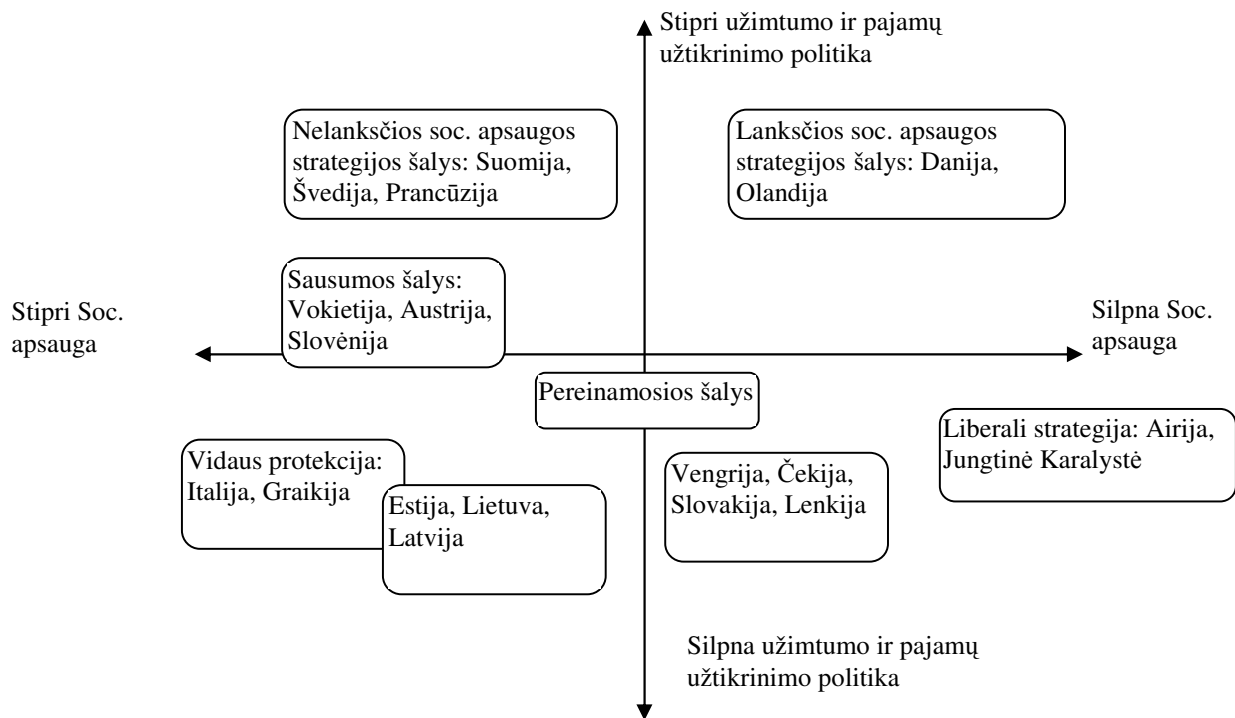 Stipri užimtumo ir pajamų
užtikrinimo politika
Nelanksčios soc. apsaugos
strategijos šalys: Suomija,
Švedija, Prancūzija
Lanksčios soc. apsaugos
strategijos šalys: Danija,
Olandija
Sausumos šalys:
Vokietija, Austrija,
Slovėnija
Stipri Soc.
apsauga
Silpna Soc.
apsauga
Pereinamosios šalys
Liberali strategija: Airija,
Jungtinė Karalystė
Vidaus protekcija:
Italija, Graikija
Estija, Lietuva,
Latvija
Vengrija, Čekija,
Slovakija, Lenkija
Silpna užimtumo ir pajamų
užtikrinimo politika